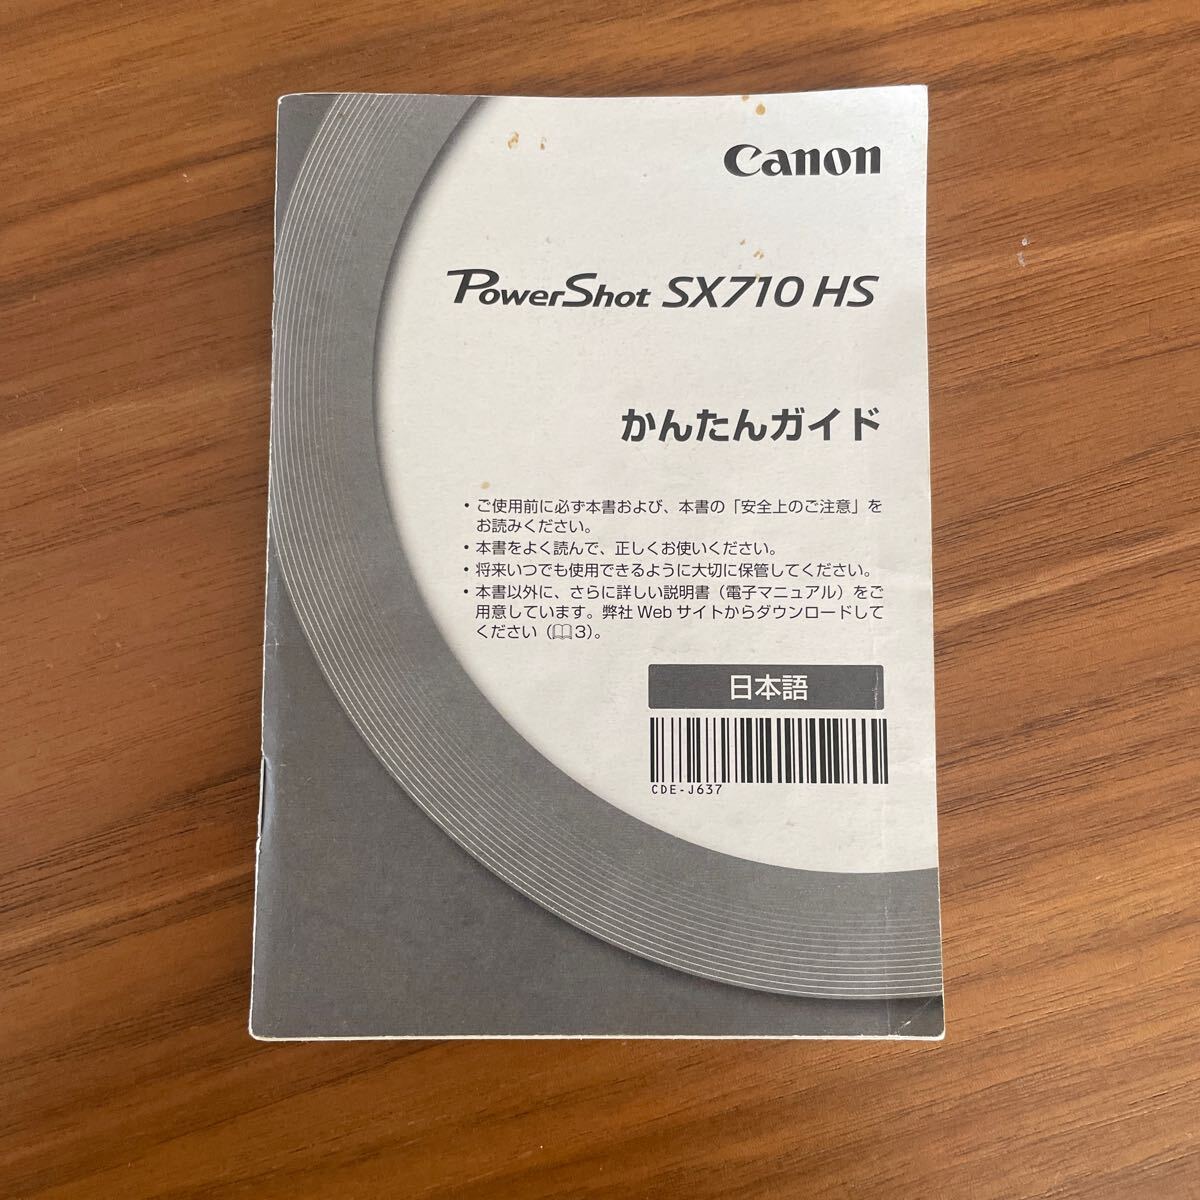 Canon
PowerShot SX710 HS
かんたんガイド
・ご使用前に必ず本書および、本書の「安全上のご注意」を
お読みください。
・本書をよく読んで、正しくお使いください。
・将来いつでも使用できるように大切に保管してください。
・本書以外に、さらに詳しい説明書（電子マニュアル）をご
用意しています。弊社 Web サイトからダウンロードして
ください（📖3）。
日本語
CDE-J637